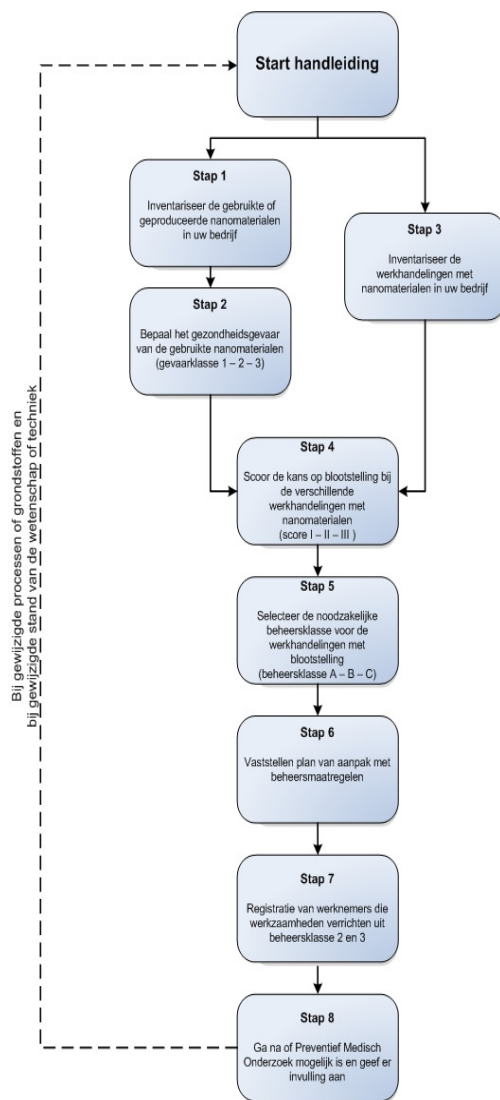 Start handleiding
Stap 1
Inventariseer de gebruikte of
geproduceerde nanomaterialen
in uw bedrijf
Stap 2
Bepaal het gezondheidsgevaar
van de gebruikte nanomaterialen
(gevaarklasse 1 – 2 – 3)
Stap 3
Inventariseer de
werkhandelingen met
nanomaterialen in uw bedrijf
Stap 4
Scoor de kans op blootstelling bij
de verschillende
werkhandelingen met
nanomaterialen
(score I – II – III )
Stap 5
Selecteer de noodzakelijke
beheersklasse voor de
werkhandelingen met
blootstelling
(beheersklasse A – B – C)
Stap 6
Vaststellen plan van aanpak met
beheersmaatregelen
Stap 7
Registratie van werknemers die
werkzaamheden verrichten uit
beheersklasse 2 en 3
Stap 8
Ga na of Preventief Medisch
Onderzoek mogelijk is en geef er
invulling aan
Bij gewijzigde processen of grondstoffen en
bij gewijzigde stand van de wetenschap of techniek